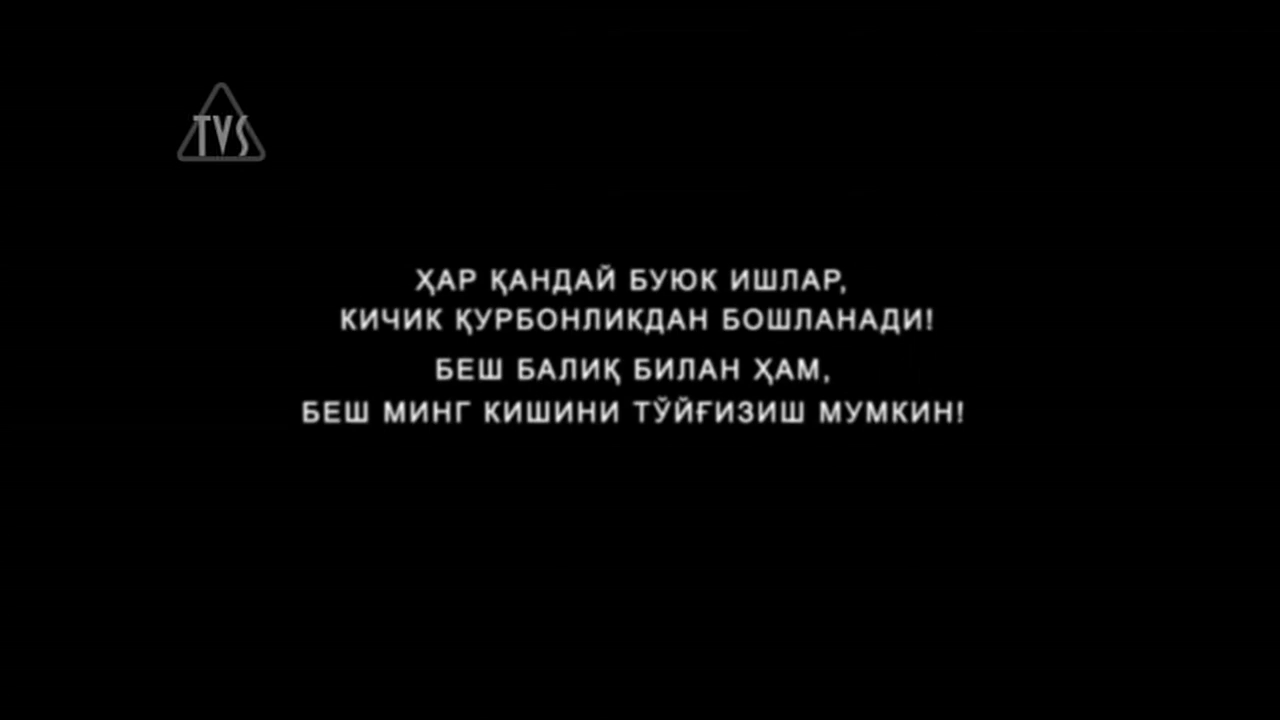 TVS
ҲАР ҚАНДАЙ БУЮК ИШЛАР,
КИЧИК ҚУРБОНЛИКДАН БОШЛАНАДИ!
БЕШ БАЛИҚ БИЛАН ҲАМ,
БЕШ МИНГ КИШИНИ ТЎЙҒИЗИШ МУМКИН!